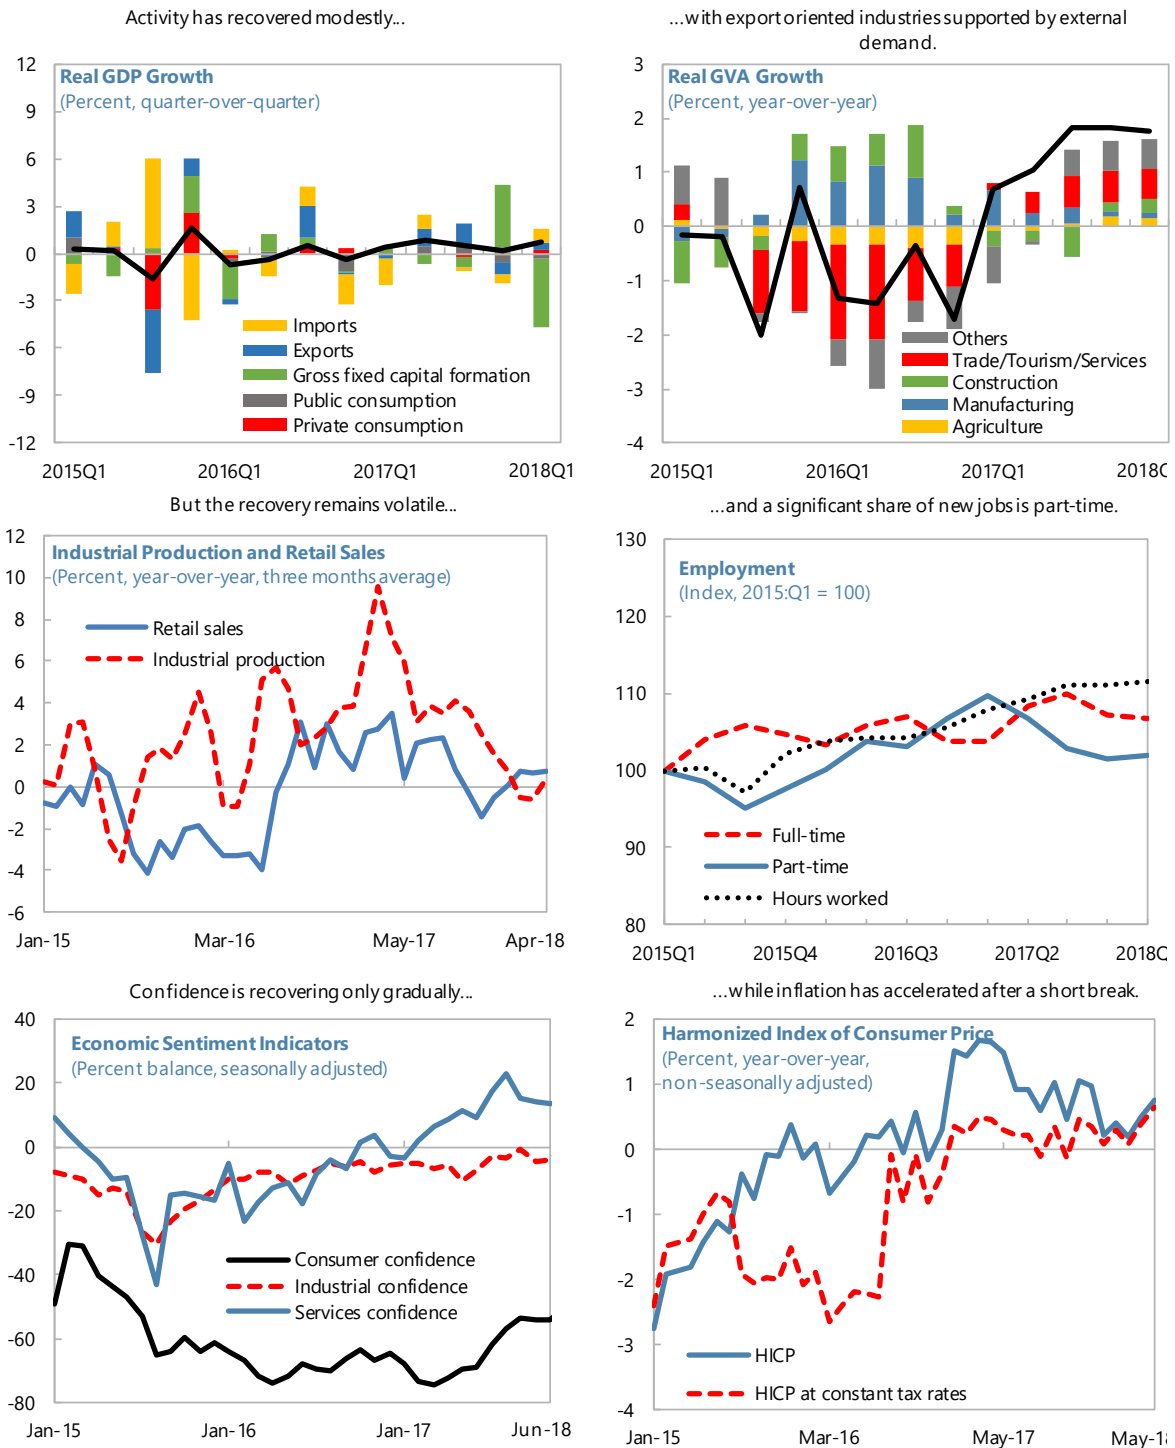 Activity has recovered modestly...
12
9
6
3
0
-3
-6
-9
-12
Real GDP Growth
(Percent, quarter-over-quarter)
Imports
Exports
Gross fixed capital formation
Public consumption
Private consumption
2015Q1
2016Q1
2017Q1
2018Q1
...with export oriented industries supported by external
demand.
3
2
1
0
-1
-2
-3
-4
Real GVA Growth
(Percent, year-over-year)
Others
Trade/Tourism/Services
Construction
Manufacturing
Agriculture
2015Q1
2016Q1
2017Q1
2018Q
But the recovery remains volatile...
12
10
8
6
4
2
0
-2
-4
-6
Industrial Production and Retail Sales
(Percent, year-over-year, three months average)
Retail sales
Industrial production
Jan-15
Mar-16
May-17
Apr-18
...and a significant share of new jobs is part-time.
130
120
110
100
90
80
Employment
(Index, 2015:Q1 = 100)
Full-time
Part-time
Hours worked
2015Q1
2015Q4
2016Q3
2017Q2
2018Q
Confidence is recovering only gradually...
40
20
0
-20
-40
-60
-80
Economic Sentiment Indicators
(Percent balance, seasonally adjusted)
Consumer confidence
Industrial confidence
Services confidence
Jan-15
Jan-16
Jan-17
Jun-18
...while inflation has accelerated after a short break.
2
1
0
-1
-2
-3
-4
Harmonized Index of Consumer Price
(Percent, year-over-year,
non-seasonally adjusted)
HICP
HICP at constant tax rates
Jan-15
Mar-16
May-17
May-18